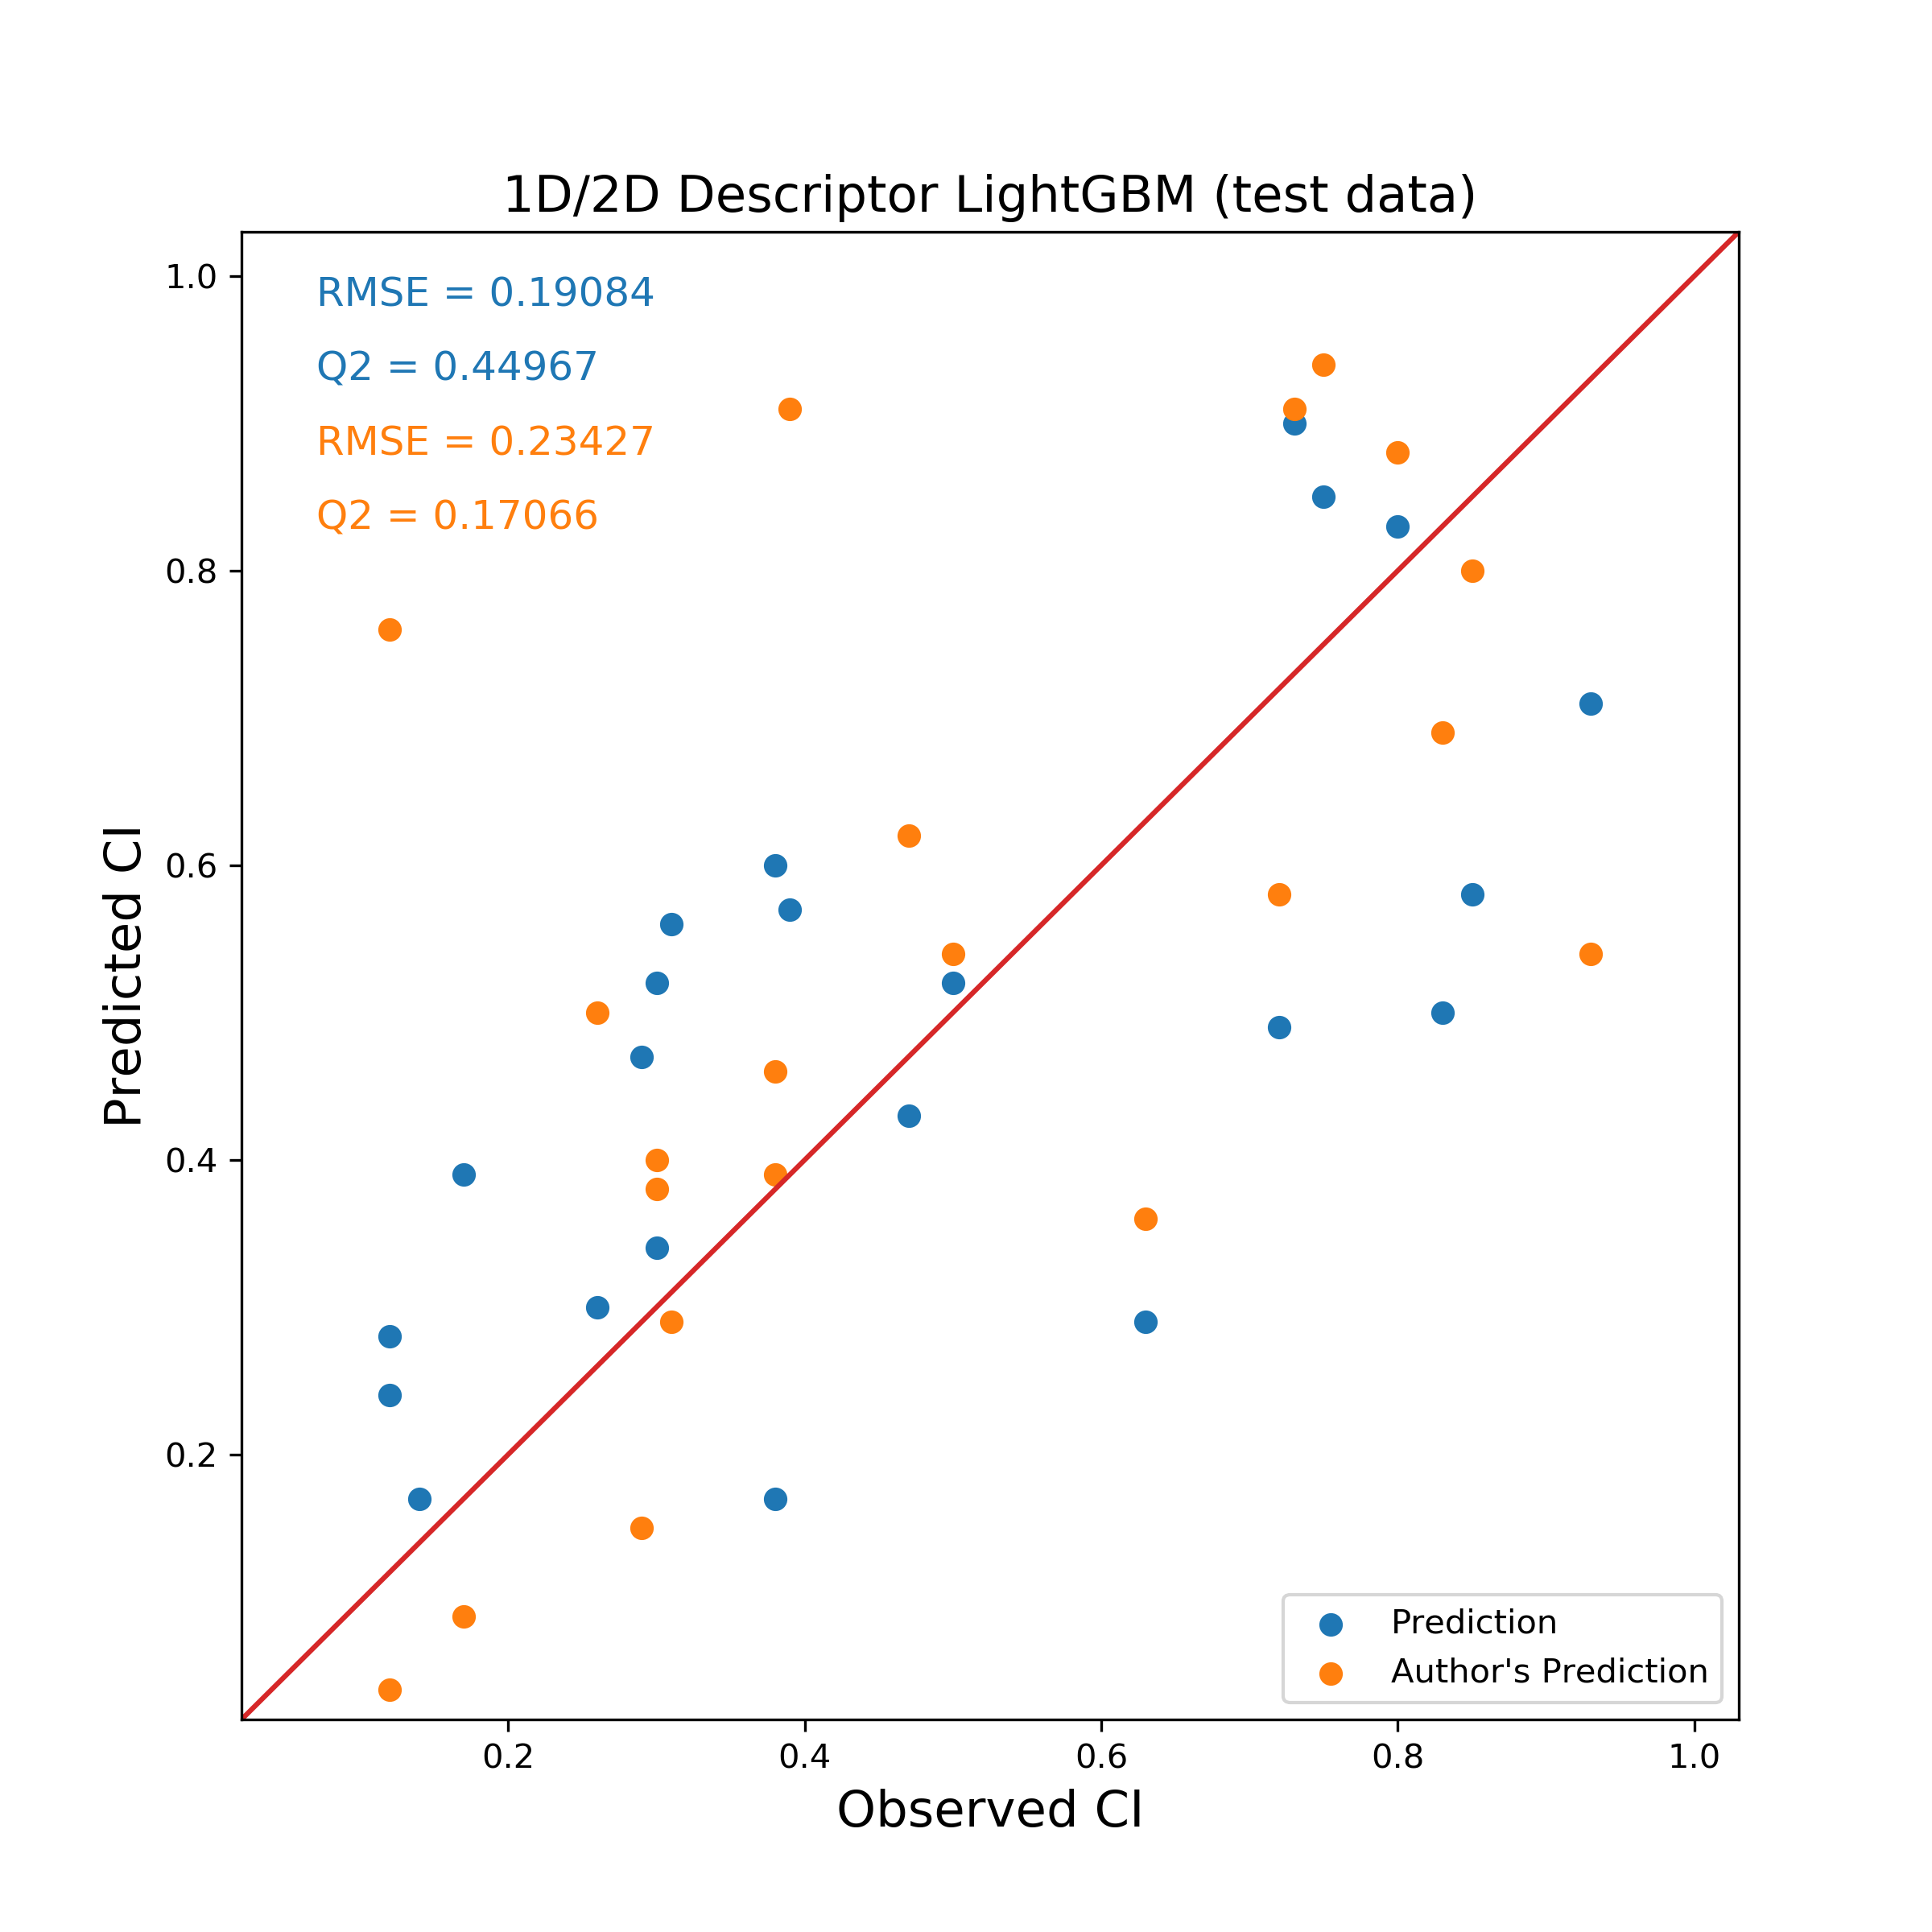 1D/2D Descriptor LightGBM (test data)
RMSE = 0.19084
Q2 = 0.44967
RMSE = 0.23427
Q2 = 0.17066
1.0
0.8
0.6
0.4
0.2
Predicted CI
Prediction
Author's Prediction
0.2 0.4 0.6 0.8 1.0
Observed CI